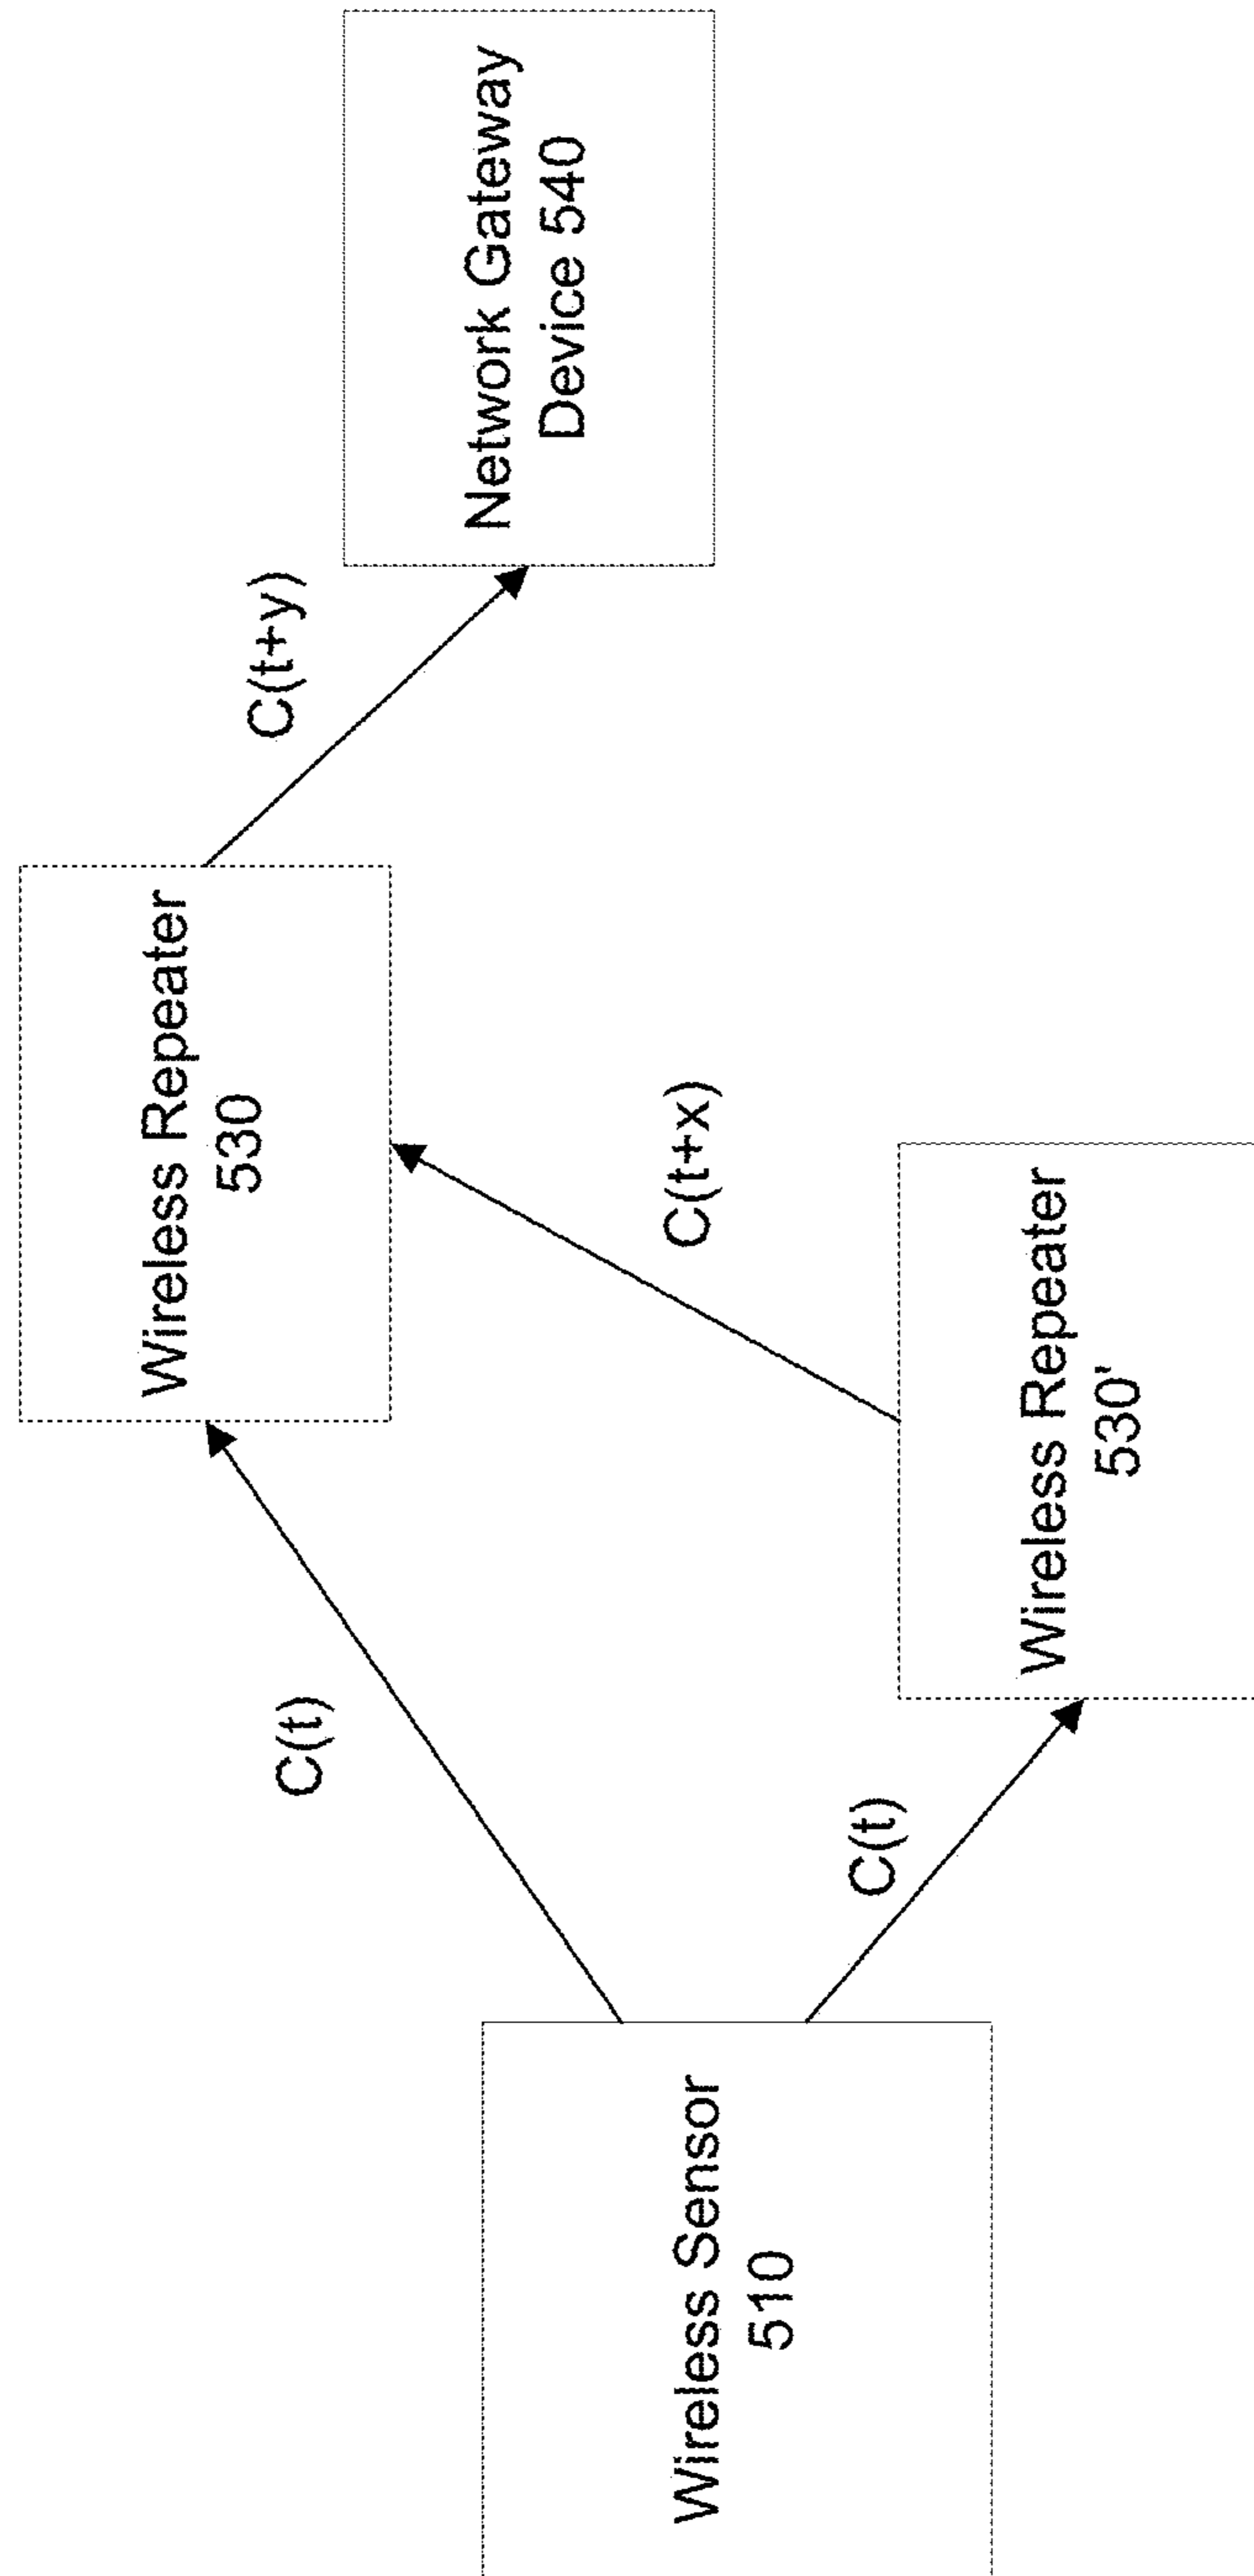 Wireless Sensor
510
C(t)
C(t)
Wireless Repeater
530
Wireless Repeater
530'
C(t+x)
C(t+y)
Network Gateway
Device 540